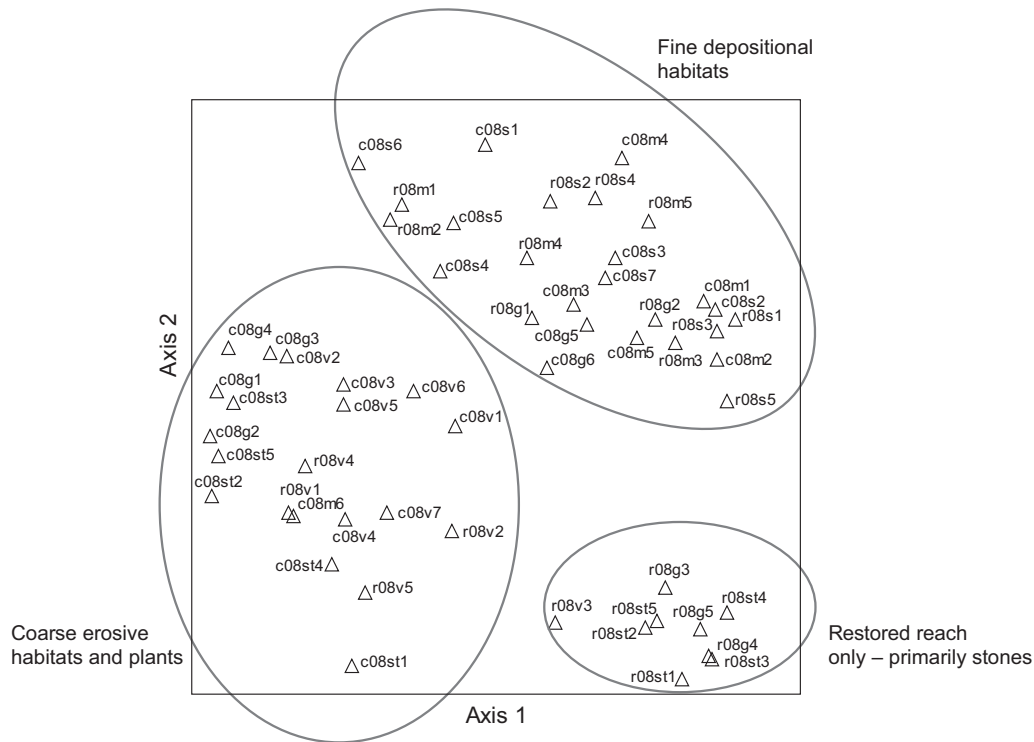 Fine depositional
habitats
c08s1
c08m4
c08s6
r08s2
r08s4
r08m1
r08m5
c08s5
r08m2
r08m4
c08s3
c08s4
c08s7
c08m3
c08m1
c08s2
r08g1
r08g2
r08s1
r08s3
c08g5
c08m5
r08m3
c08m2
c08g6
r08s5
Axis 2
c08g4
c08g3
c08v2
c08g1
c08v3
c08v6
c08st3
c08v5
c08v1
c08g2
c08st5
r08v4
c08st2
r08v1
c08m6
c08v7
c08v4
r08v2
c08st4
r08v5
c08st1
r08g3
r08v3
r08st5
r08g5
r08st4
r08st2
r08g4
r08st3
r08st1
Coarse erosive
habitats and plants
Restored reach
only – primarily stones
Axis 1